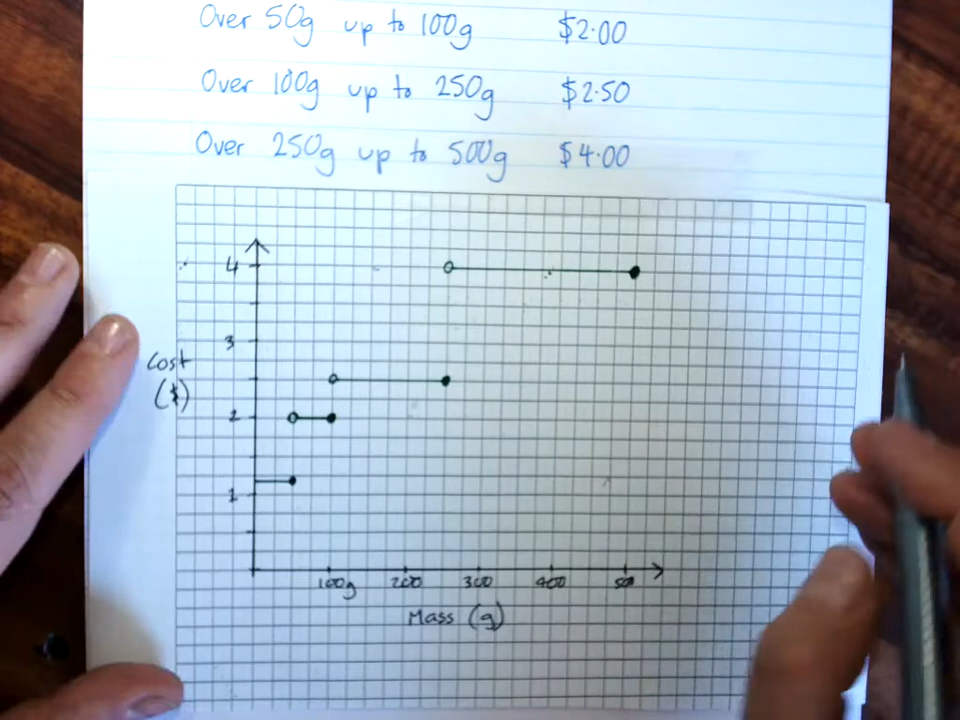 Over 50g up to 100g $2.00
Over 100g up to 250g $2.50
Over 250g up to 500g $4.00
4
3
Cost
($)
2
1
100g 200 300 400 500
Mass (g)